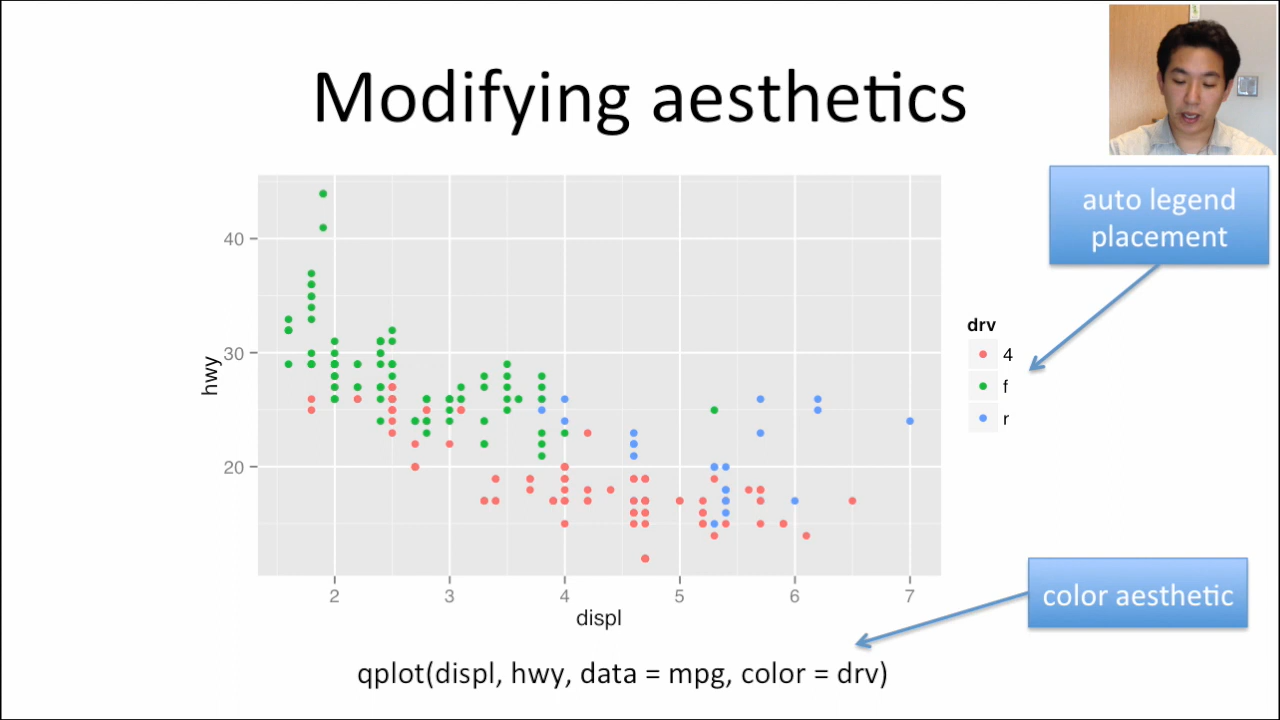 Modifying aesthetics
auto legend
placement
40
30
20
hwy
2 3 4 5 6 7
displ
drv
4
f
r
color aesthetic
qplot(displ, hwy, data = mpg, color = drv)